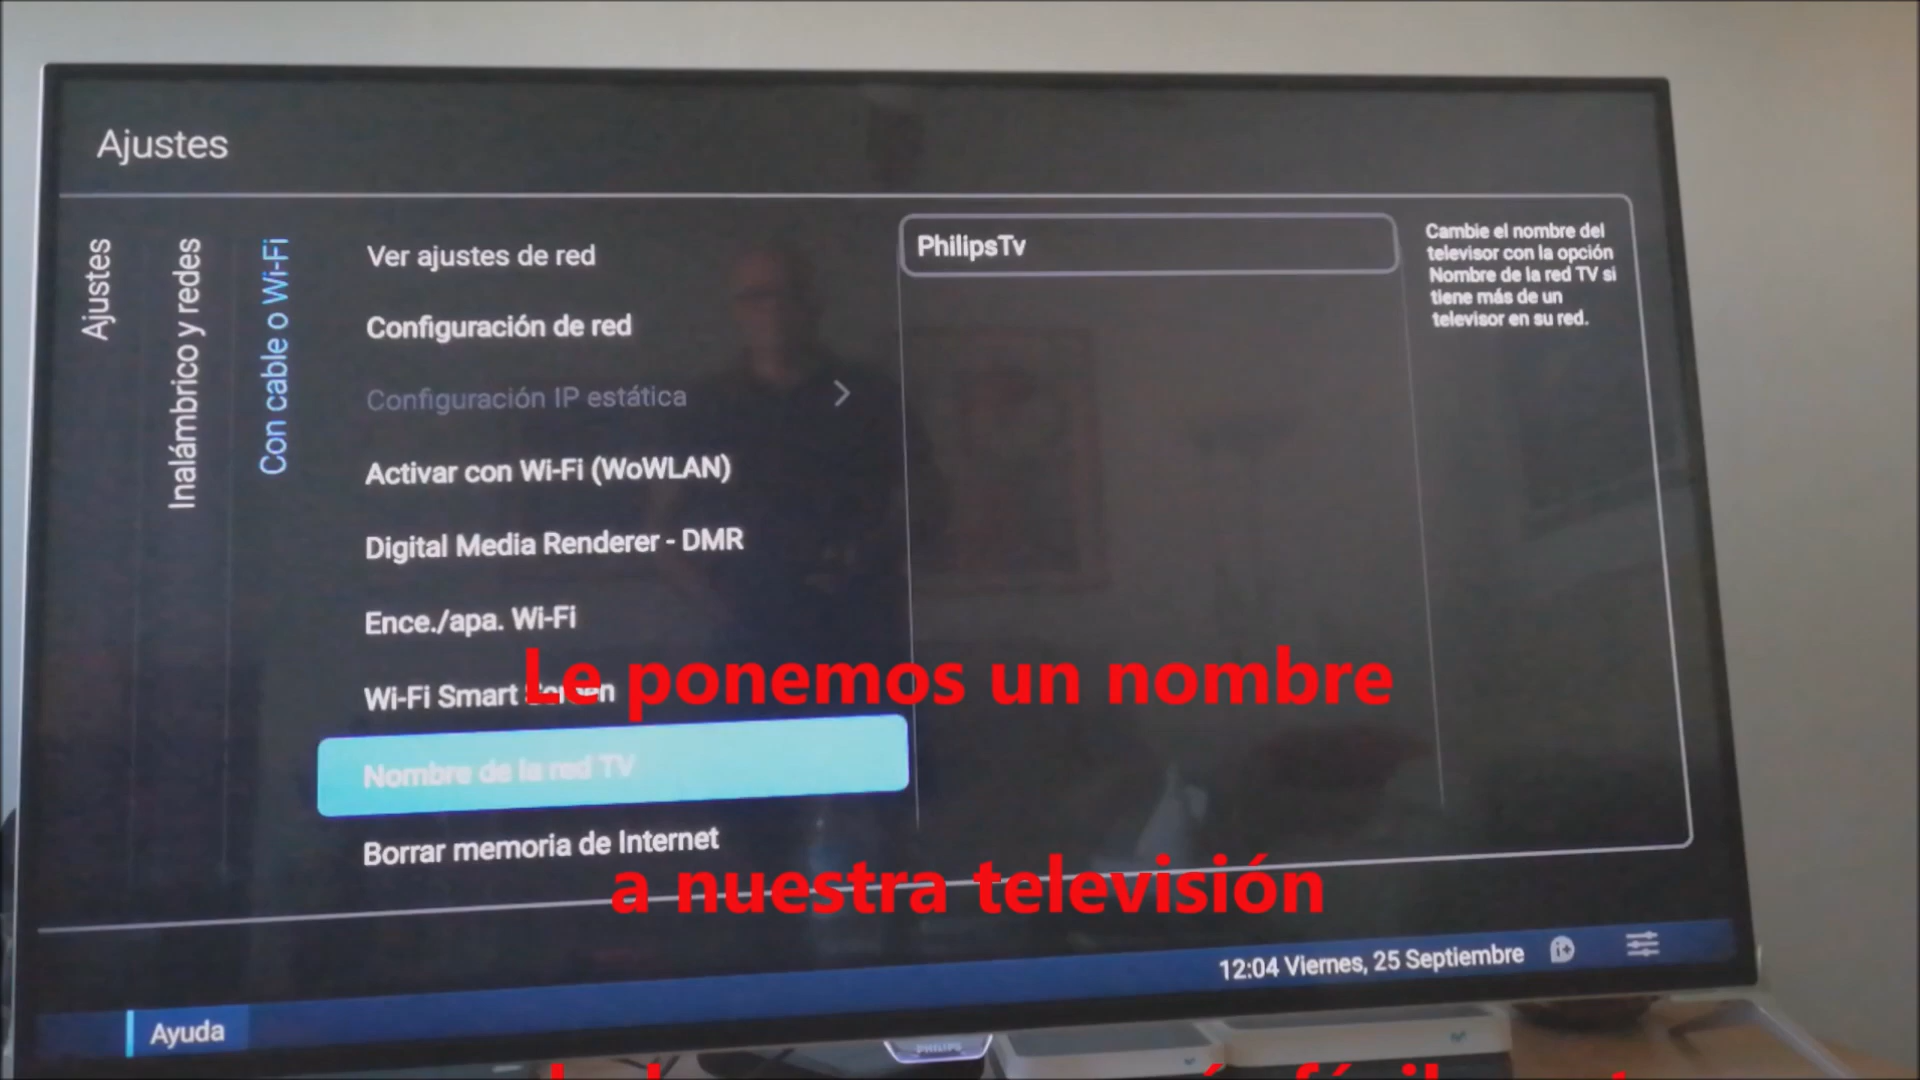 Ajustes
Ajustes
Inalámbrico y redes
Con cable o Wi-Fi
Ver ajustes de red
Configuración de red
Configuración IP estática
Activar con Wi-Fi (WoWLAN)
Digital Media Renderer - DMR
Ence./apa. Wi-Fi
Wi-Fi Smart Screen
Nombre de la red TV
Borrar memoria de Internet
PhilipsTv
Cambie el nombre del
televisor con la opción
Nombre de la red TV si
tiene más de un
televisor en su red.
Le ponemos un nombre
a nuestra televisión
12:04 Viernes, 25 Septiembre
Ayuda
PHILIPS